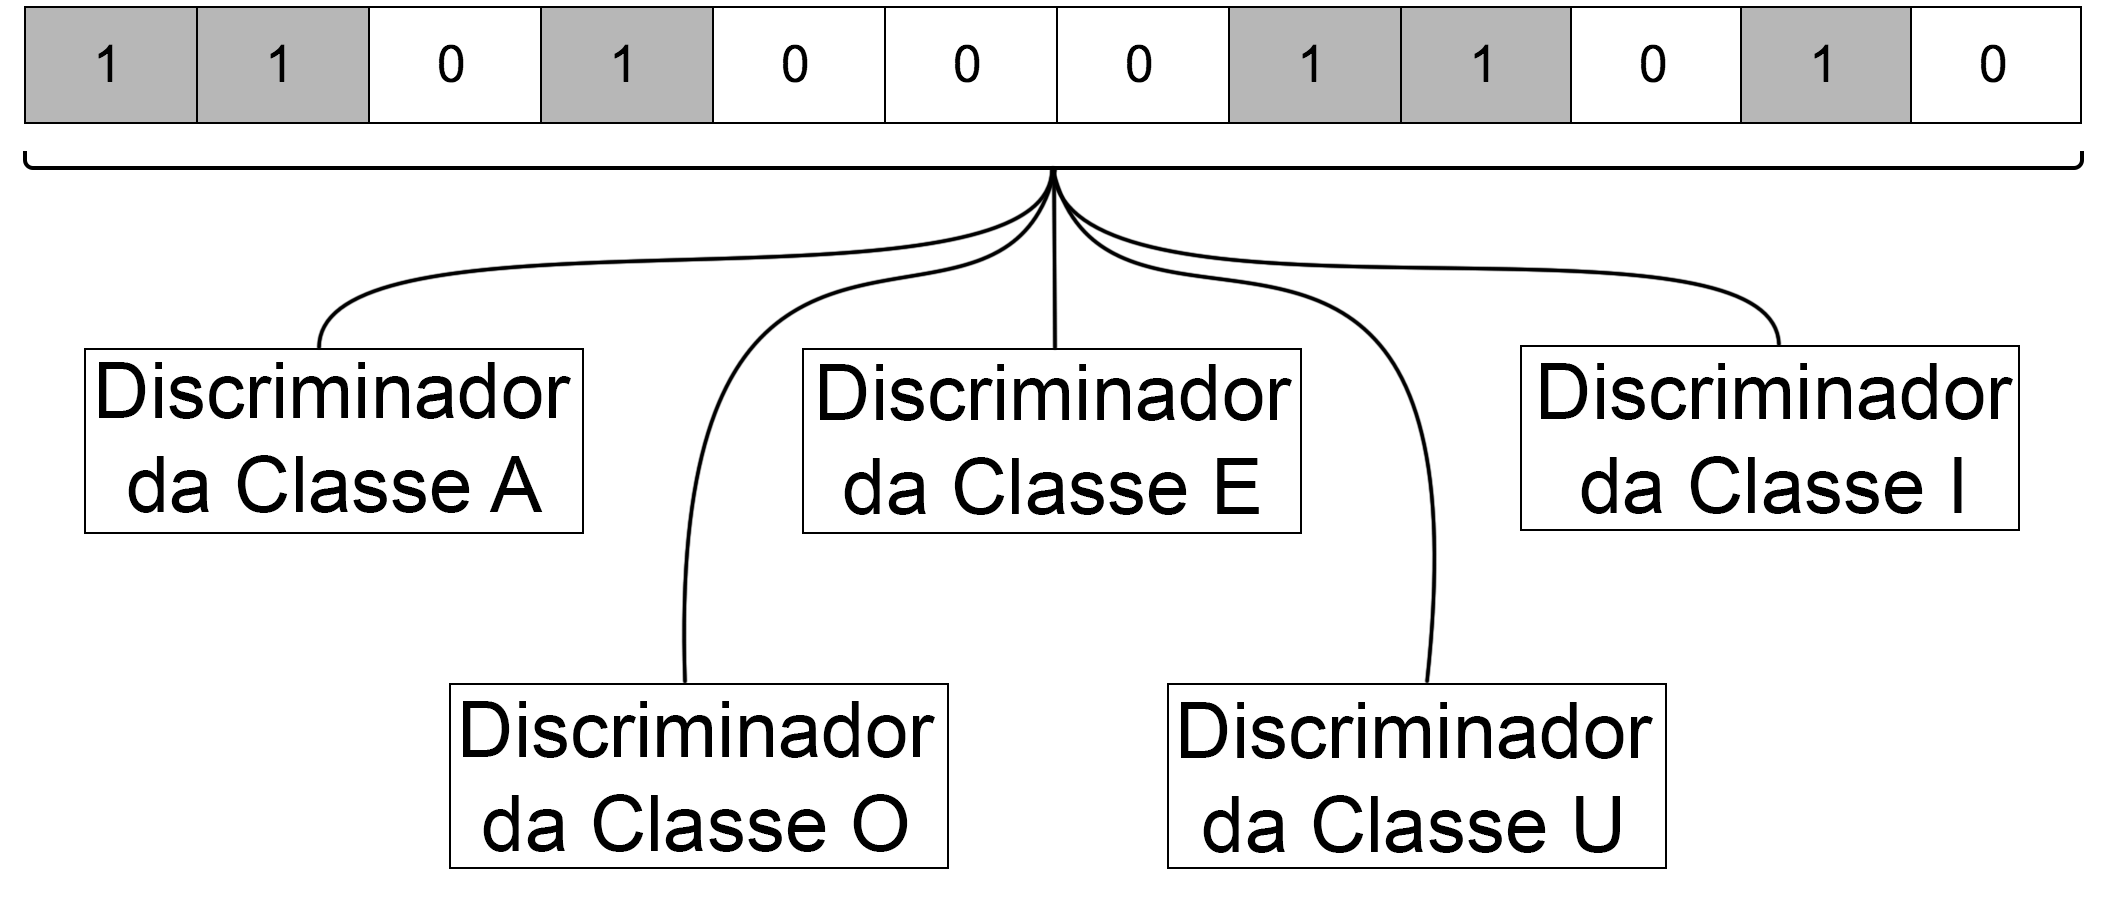 1 1 0 1 0 0 0 1 1 0 1 0
Discriminador
da Classe A
Discriminador
da Classe E
Discriminador
da Classe I
Discriminador
da Classe O
Discriminador
da Classe U